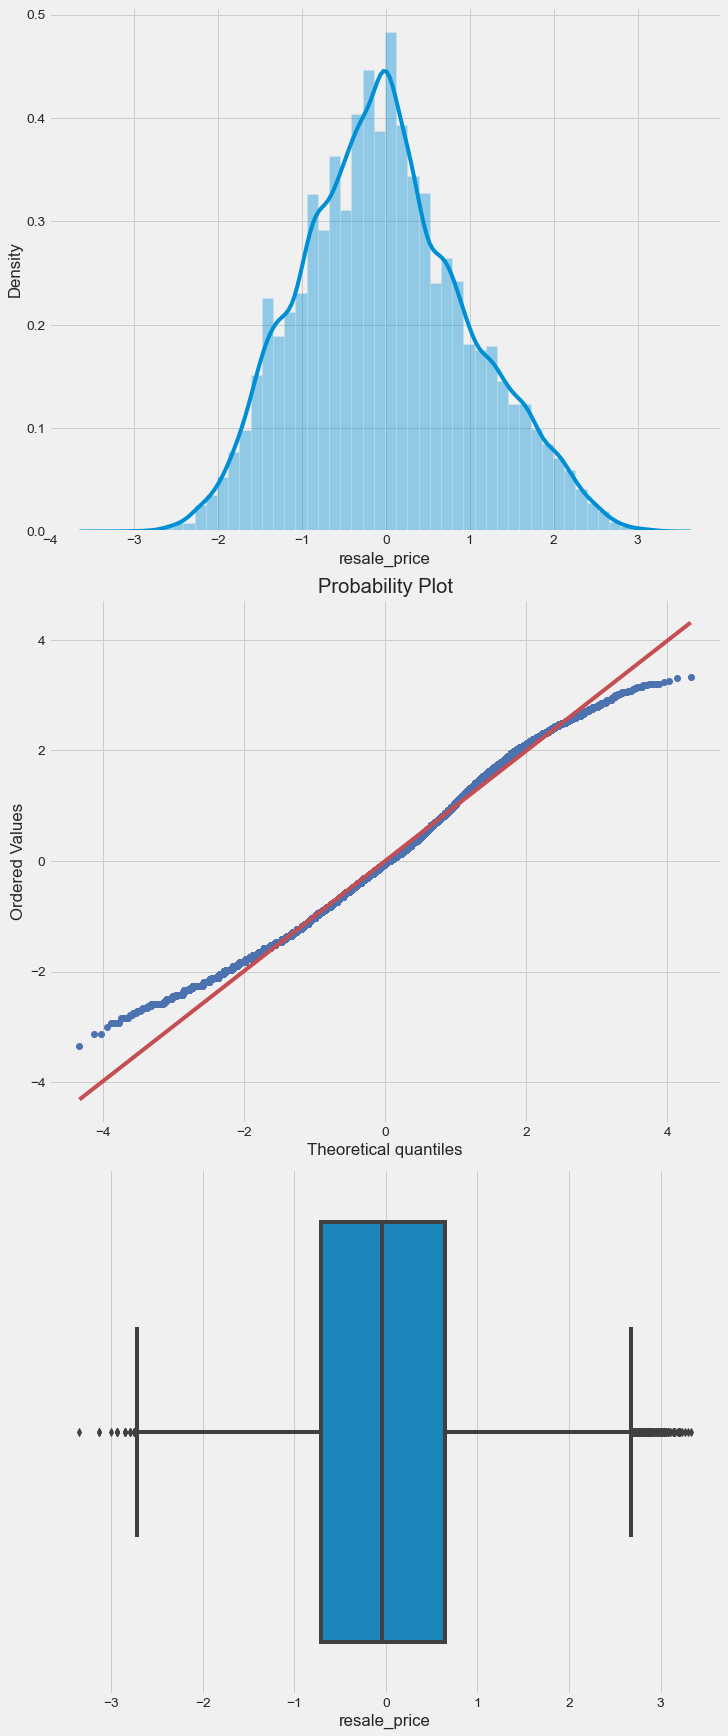 0.5
0.4
0.3
0.2
0.1
0.0
Density
−4 −3 −2 −1 0 1 2 3
resale_price
Probability Plot
4
2
0
−2
−4
Ordered Values
−4 −2 0 2 4
Theoretical quantiles
−3 −2 −1 0 1 2 3
resale_price